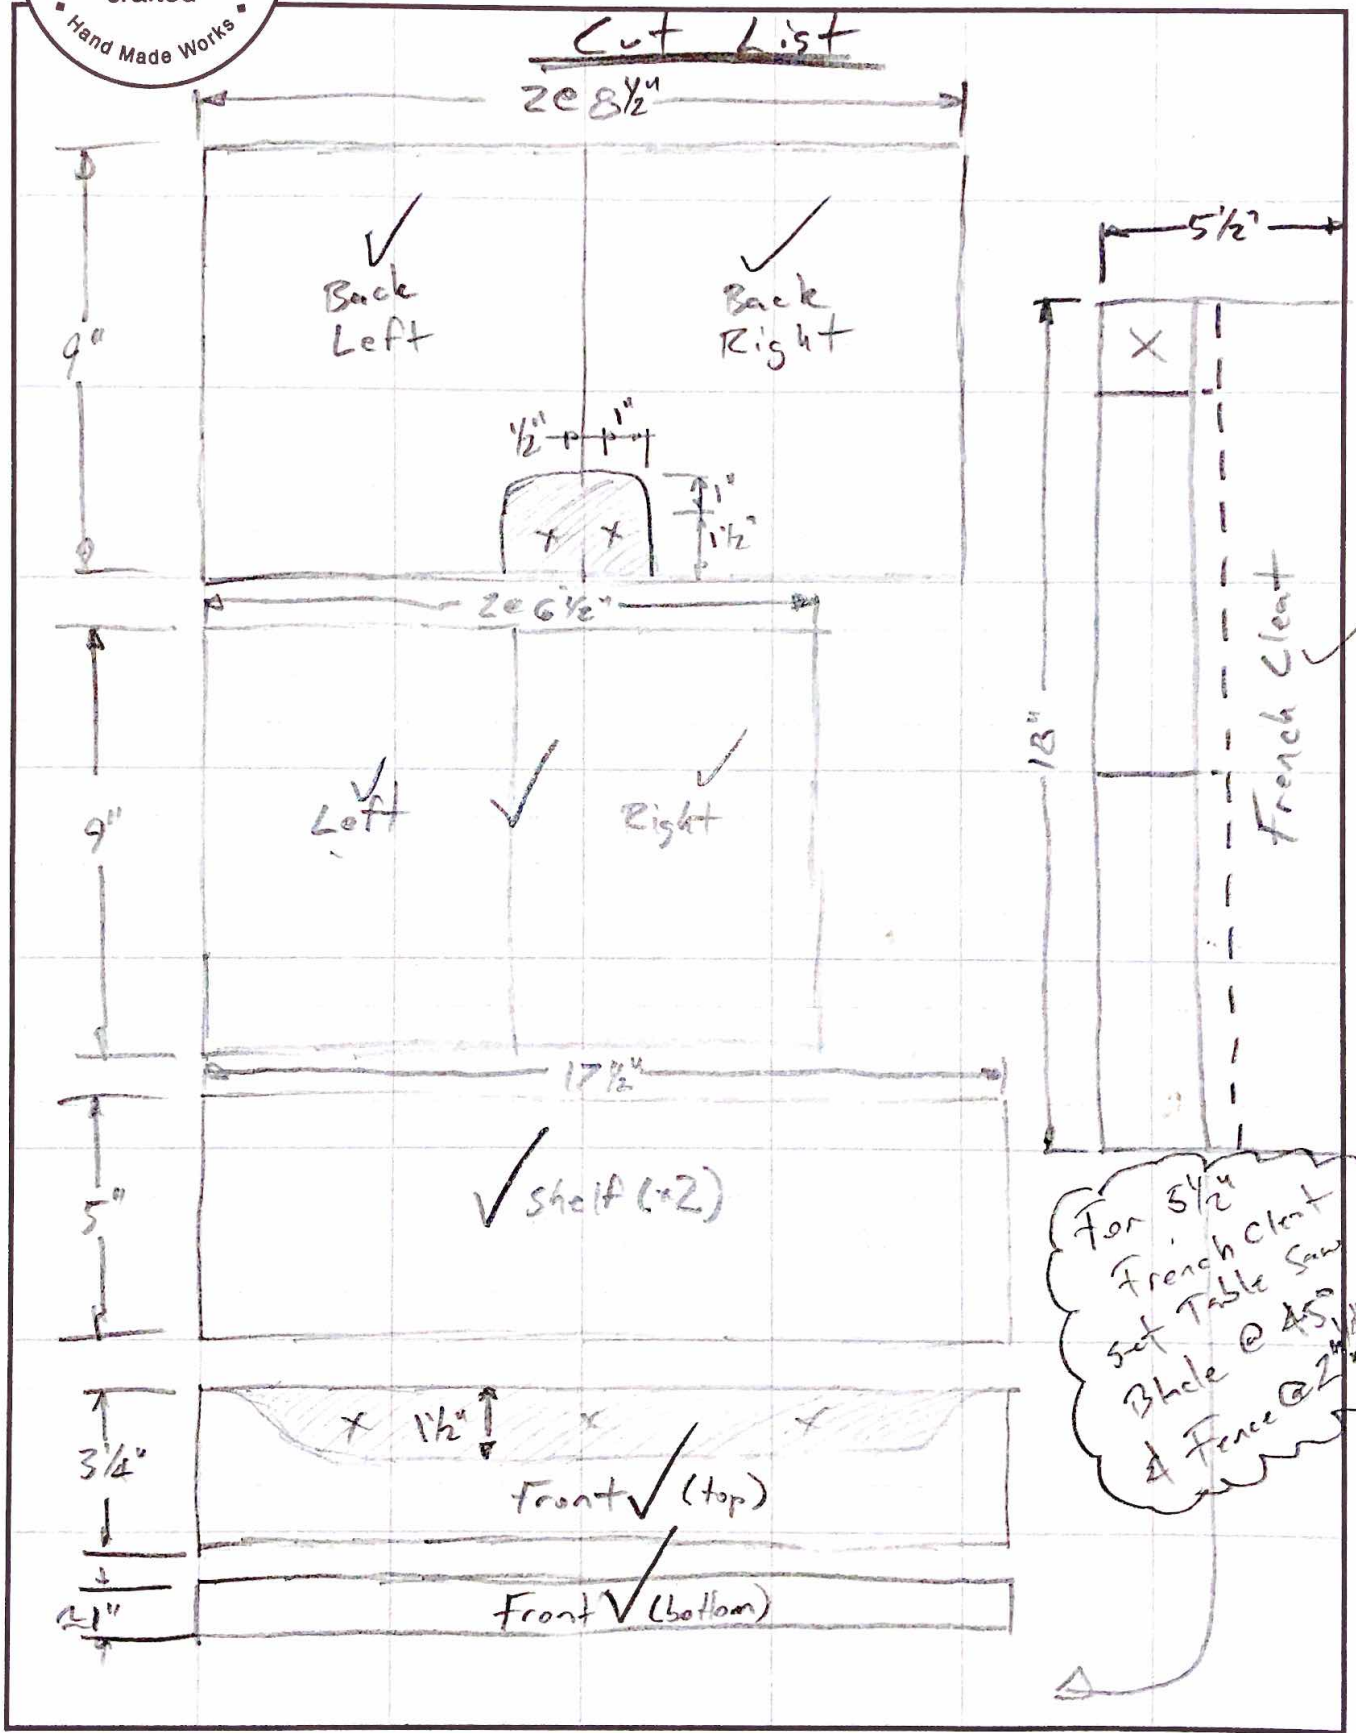 Hand Made Works
Cut List
2@ 8½"
9"
Back
Left
Back
Right
½"
1"
X X
1"
1½"
2@ 6½"
9"
Left
Right
17½"
5"
Shelf (x2)
3¼"
X 1½" X X
Front (top)
1"
Front (bottom)
5½"
X
18"
French Cleat
For 5½"
French Cleat
Set Table Saw
Blade @ 45°
& Fence @ 2